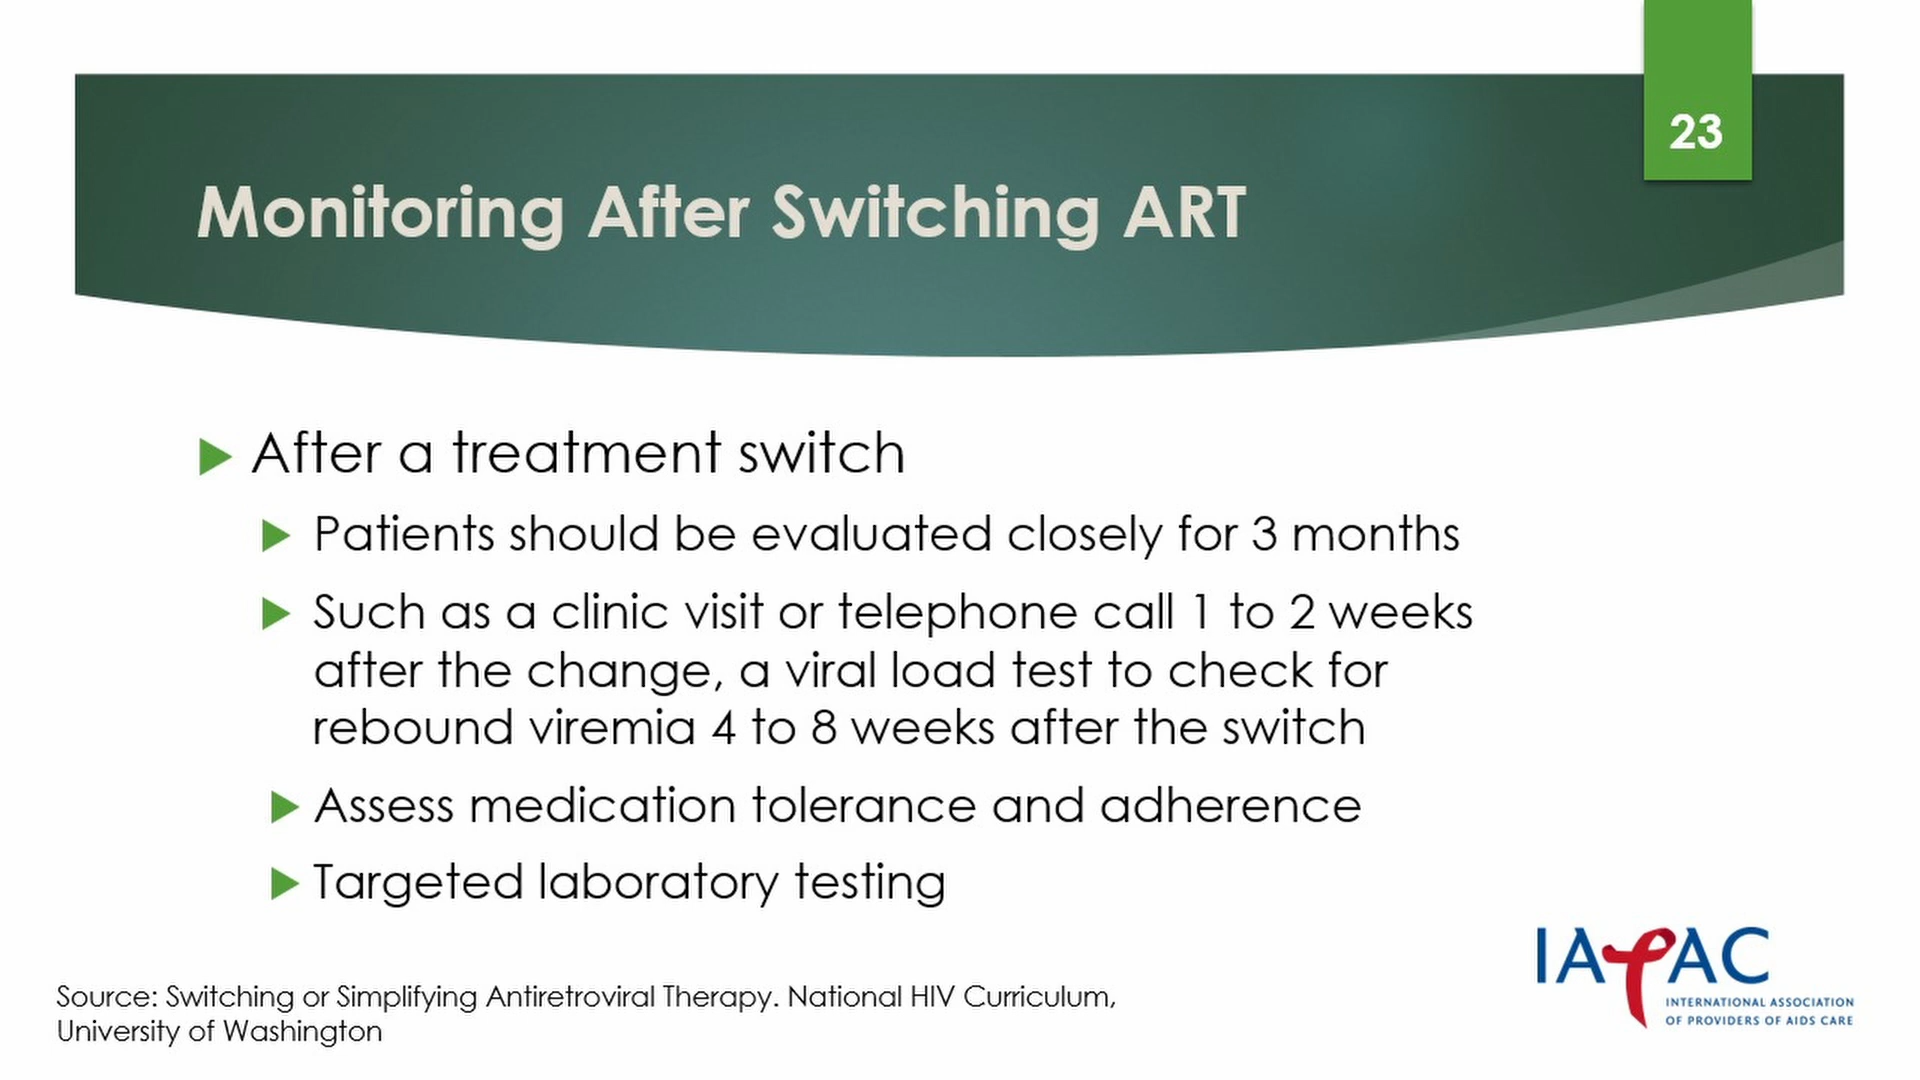 23
Monitoring After Switching ART
After a treatment switch
Patients should be evaluated closely for 3 months
Such as a clinic visit or telephone call 1 to 2 weeks
after the change, a viral load test to check for
rebound viremia 4 to 8 weeks after the switch
Assess medication tolerance and adherence
Targeted laboratory testing
Source: Switching or Simplifying Antiretroviral Therapy. National HIV Curriculum,
University of Washington
IAPAC
INTERNATIONAL ASSOCIATION
OF PROVIDERS OF AIDS CARE